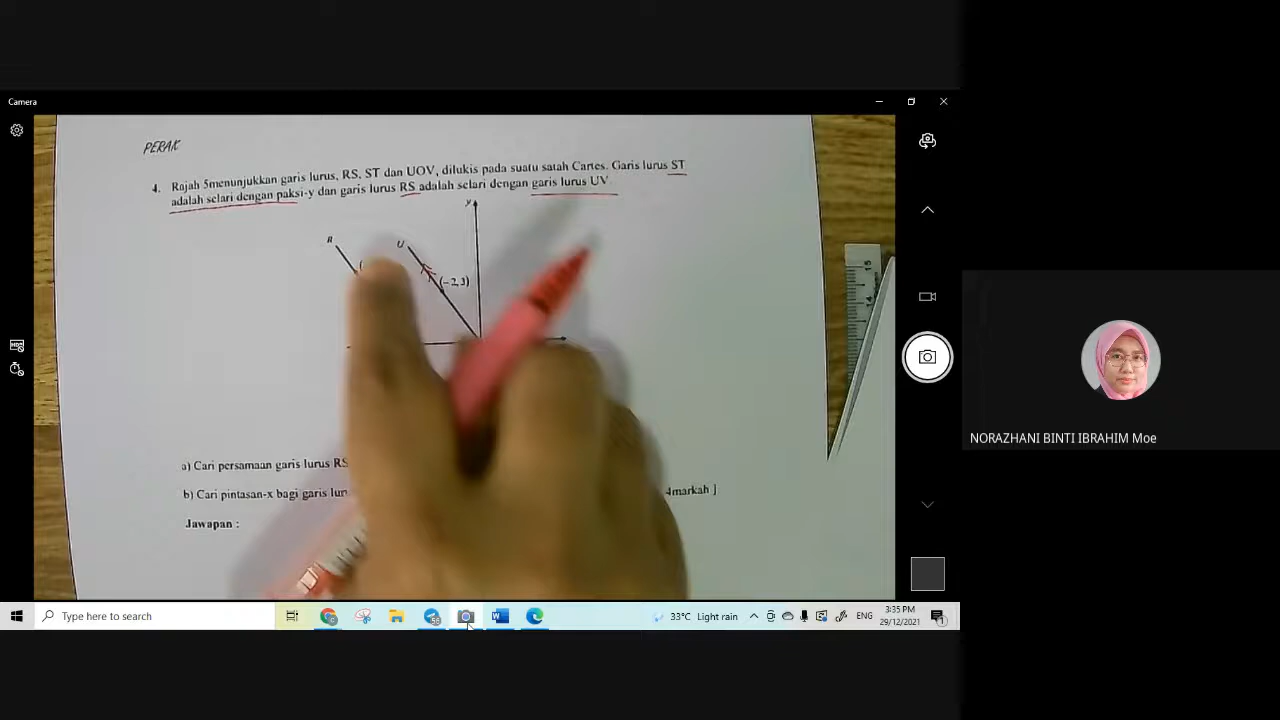 Camera
PERAK
4. Rajah 5menunjukkan garis lurus, RS, ST dan UOV, dilukis pada suatu satah Cartes. Garis lurus ST
adalah selari dengan paksi-y dan garis lurus RS adalah selari dengan garis lurus UV
y
R
U
(
(-2,3)
15
14
a) Cari persamaan garis lurus RS
b) Cari pintasan-x bagi garis
4markah ]
Jawapan :
NORAZHANI BINTI IBRAHIM Moe
Type here to search
33°C Light rain
ENG
3:35 PM
29/12/2021